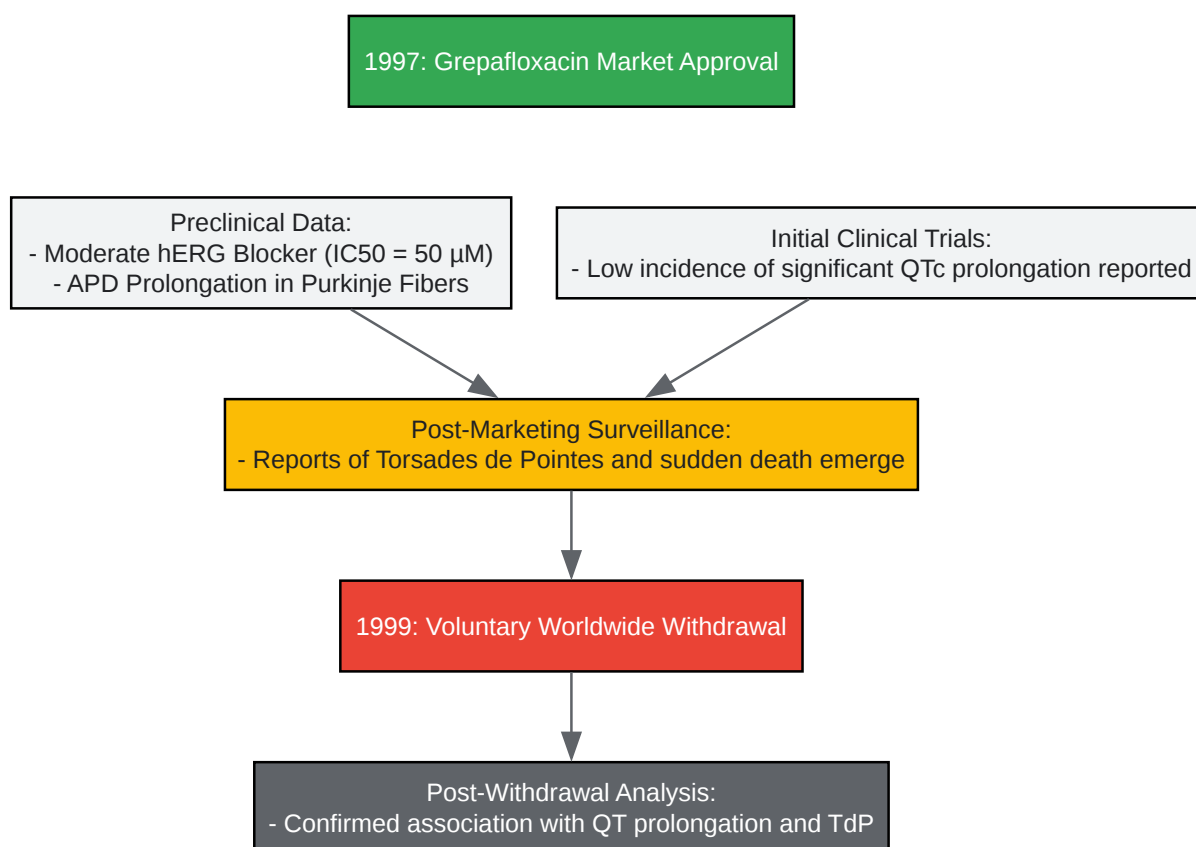 1997: Grepafloxacin Market Approval
Preclinical Data:
- Moderate hERG Blocker (IC50 = 50 µM)
- APD Prolongation in Purkinje Fibers
Initial Clinical Trials:
- Low incidence of significant QTc prolongation reported
Post-Marketing Surveillance:
- Reports of Torsades de Pointes and sudden death emerge
1999: Voluntary Worldwide Withdrawal
Post-Withdrawal Analysis:
- Confirmed association with QT prolongation and TdP